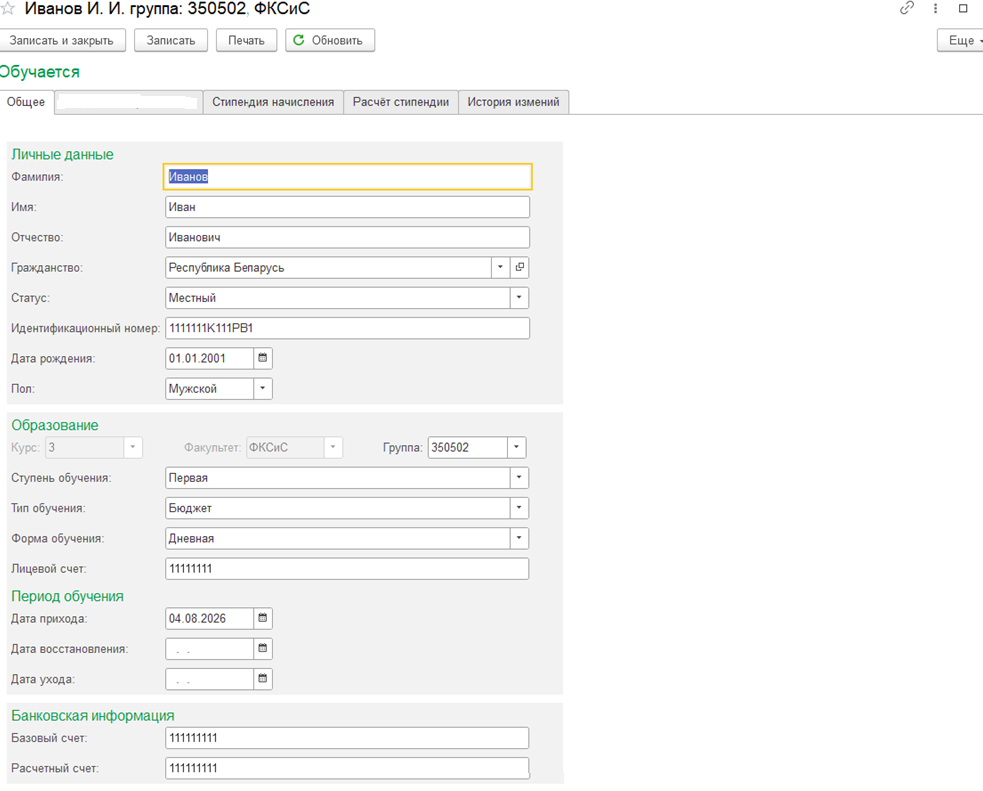 Иванов И. И. группа: 350502, ФКСиС
Записать и закрыть Записать Печать Обновить Еще
Обучается
Общее Стипендия начисления Расчёт стипендии История измений
Личные данные
Фамилия: Иванов
Имя: Иван
Отчество: Иванович
Гражданство: Республика Беларусь
Статус: Местный
Идентификационный номер: 1111111К111РВ1
Дата рождения: 01.01.2001
Пол: Мужской
Образование
Курс: 3 Факультет: ФКСиС Группа: 350502
Ступень обучения: Первая
Тип обучения: Бюджет
Форма обучения: Дневная
Лицевой счет: 11111111
Период обучения
Дата прихода: 04.08.2026
Дата восстановления: . .
Дата ухода: . .
Банковская информация
Базовый счет: 111111111
Расчетный счет: 111111111